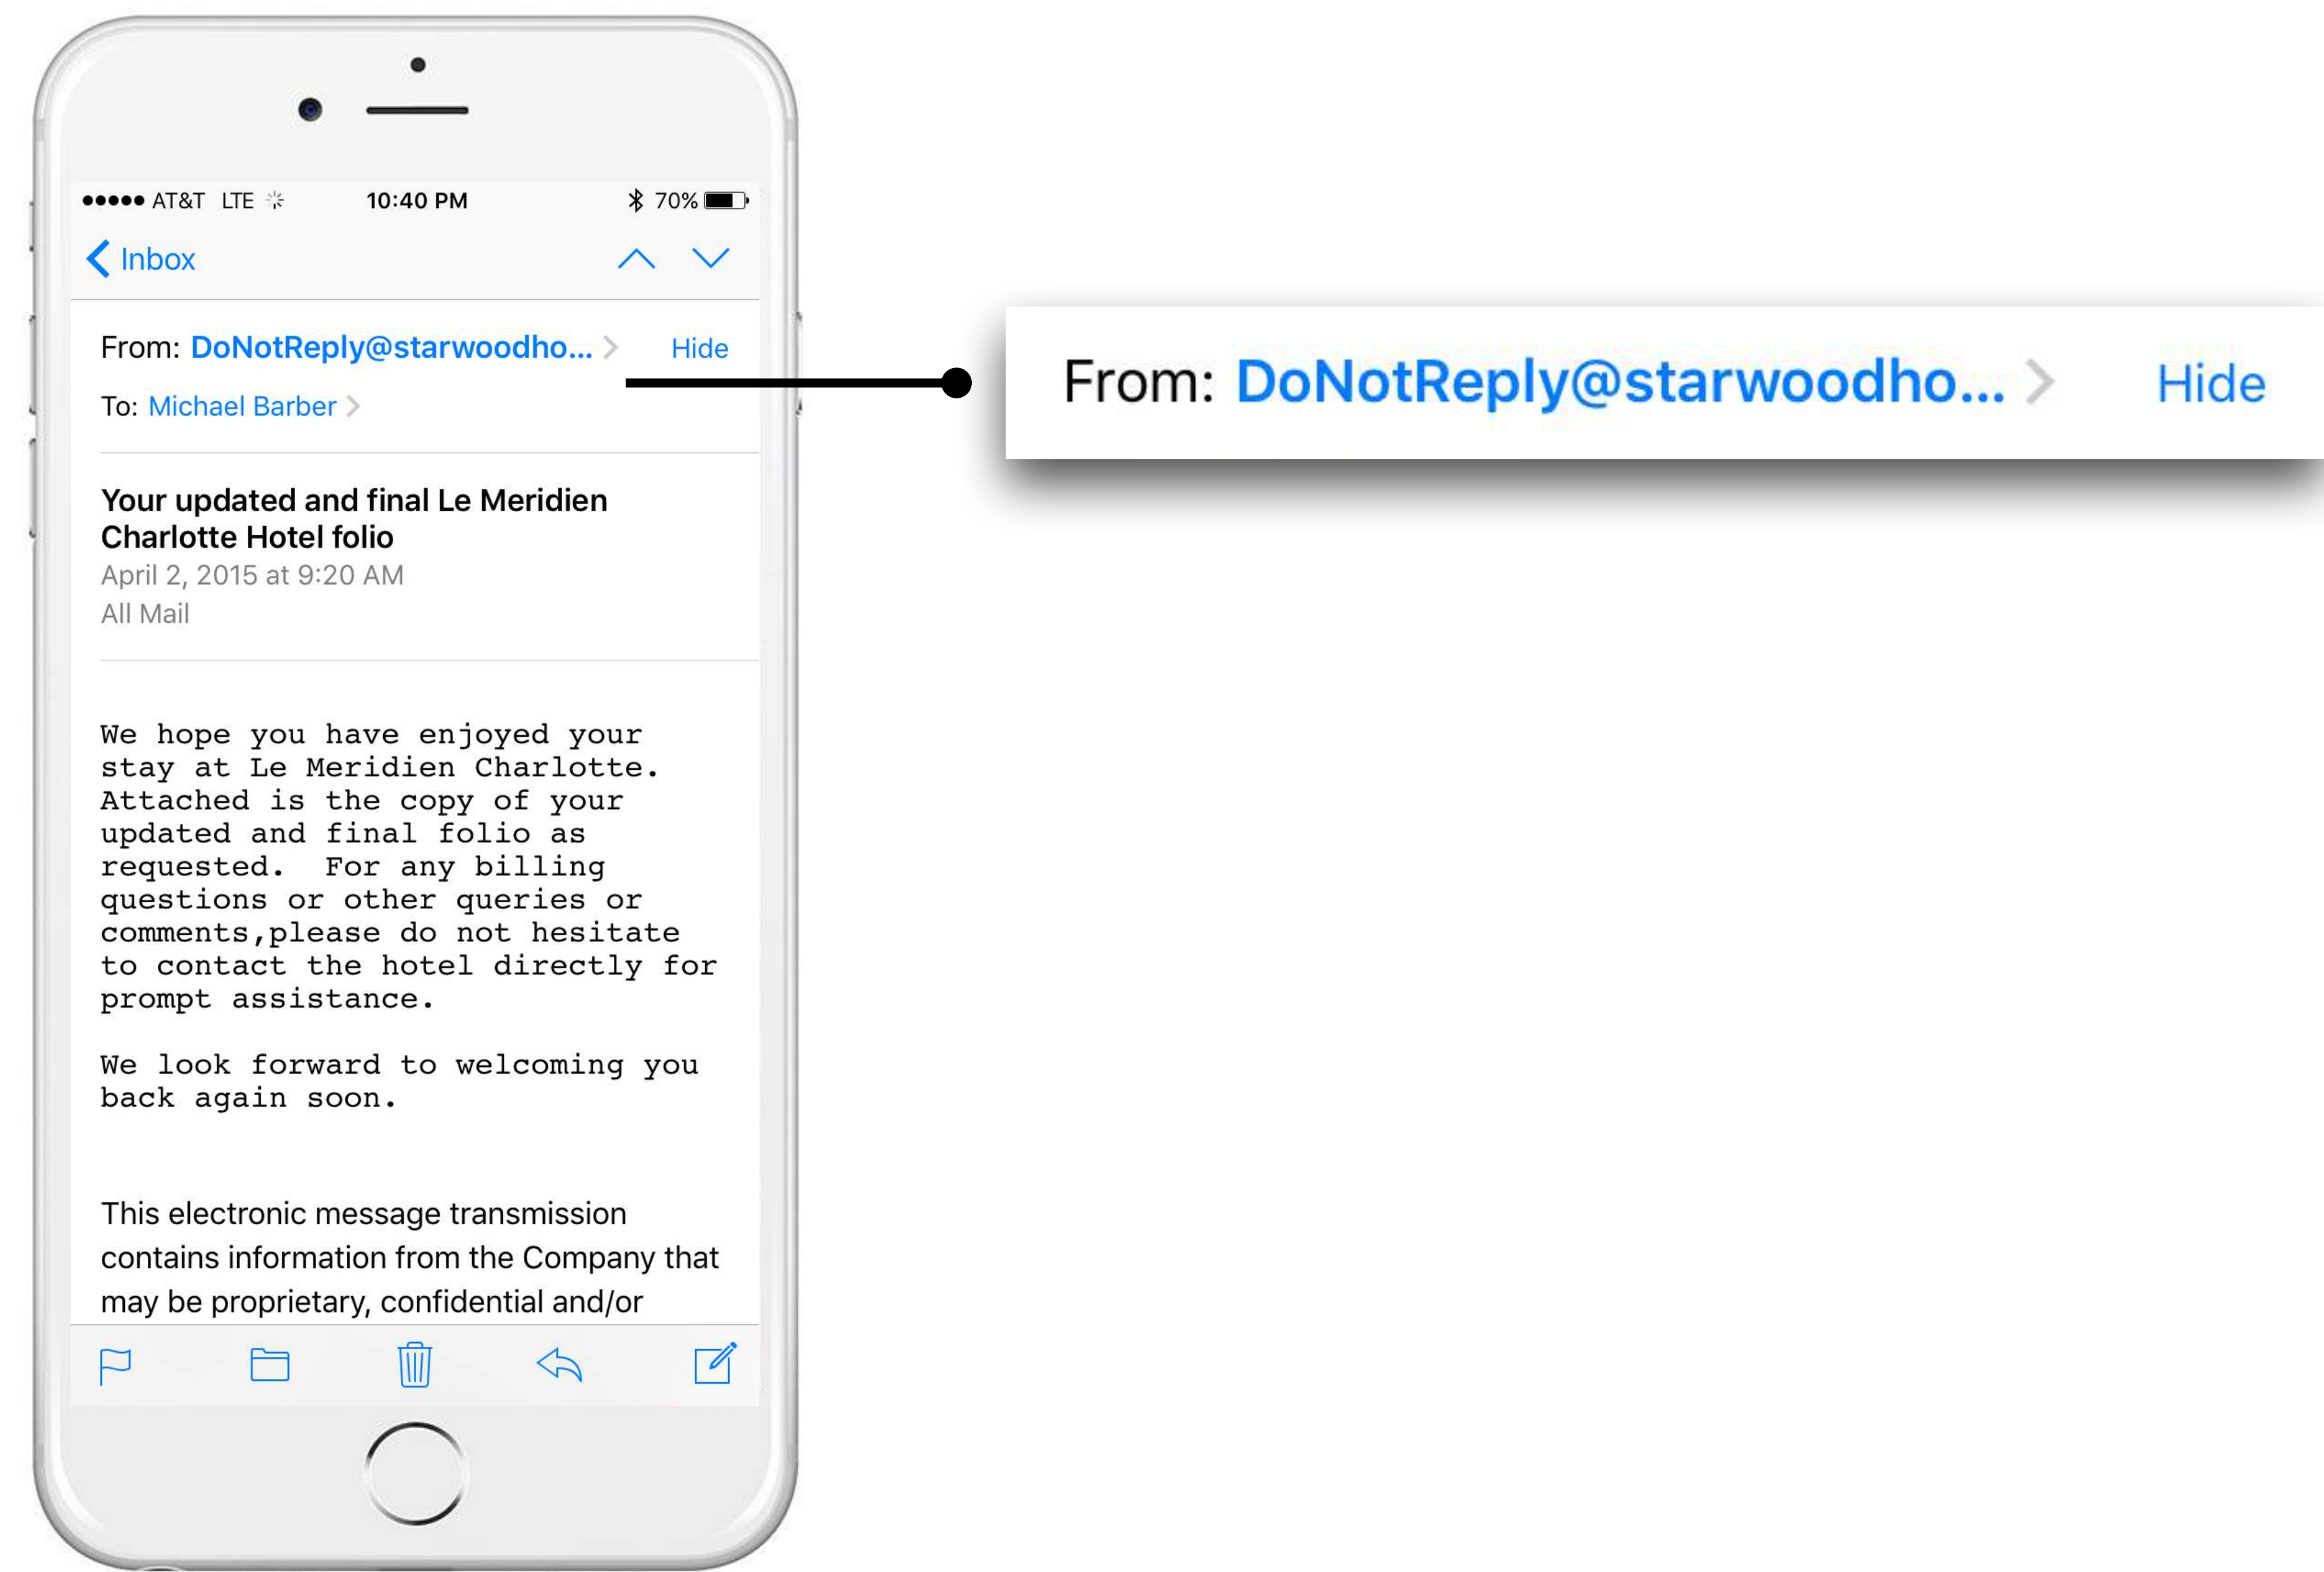 AT&T LTE 10:40 PM 70%
Inbox
From: DoNotReply@starwoodho... Hide
To: Michael Barber
Your updated and final Le Meridien
Charlotte Hotel folio
April 2, 2015 at 9:20 AM
All Mail
We hope you have enjoyed your
stay at Le Meridien Charlotte.
Attached is the copy of your
updated and final folio as
requested.  For any billing
questions or other queries or
comments,please do not hesitate
to contact the hotel directly for
prompt assistance.
We look forward to welcoming you
back again soon.
This electronic message transmission
contains information from the Company that
may be proprietary, confidential and/or
From: DoNotReply@starwoodho... Hide